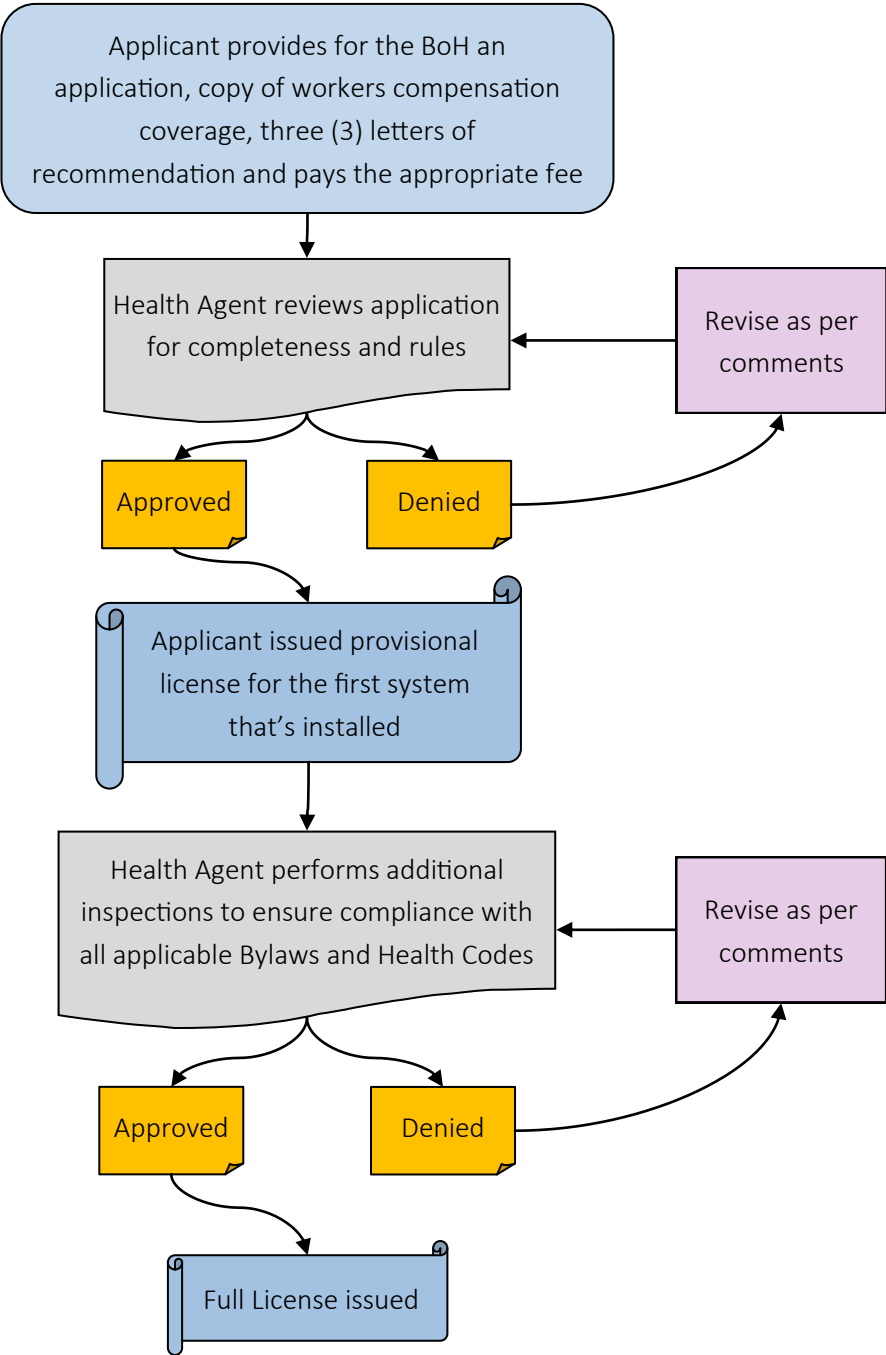 Applicant provides for the BoH an
application, copy of workers compensation
coverage, three (3) letters of
recommendation and pays the appropriate fee
Health Agent reviews application
for completeness and rules
Revise as per
comments
Approved
Denied
Applicant issued provisional
license for the first system
that’s installed
Health Agent performs additional
inspections to ensure compliance with
all applicable Bylaws and Health Codes
Revise as per
comments
Approved
Denied
Full License issued